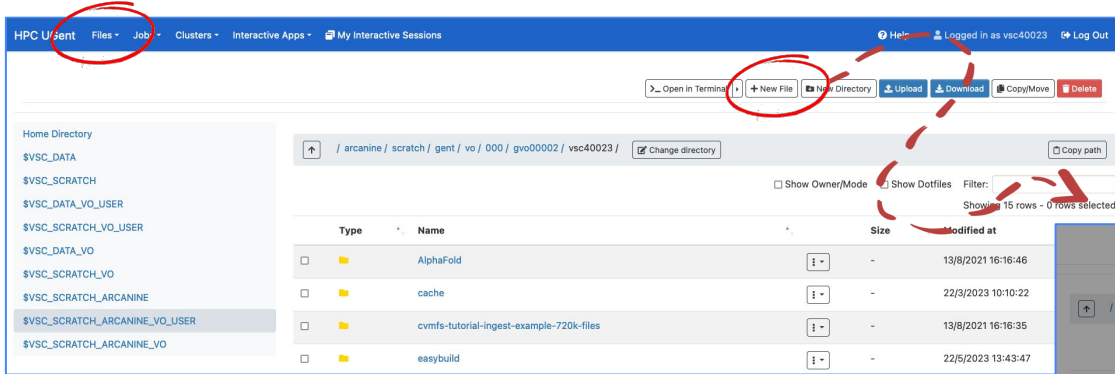 HPC UGent Files Jobs Clusters Interactive Apps My Interactive Sessions Help Logged in as vsc40023 Log Out
>_ Open in Terminal + New File New Directory Upload Download Copy/Move Delete
Home Directory
$VSC_DATA
$VSC_SCRATCH
$VSC_DATA_VO_USER
$VSC_SCRATCH_VO_USER
$VSC_DATA_VO
$VSC_SCRATCH_VO
$VSC_SCRATCH_ARCANINE
$VSC_SCRATCH_ARCANINE_VO_USER
$VSC_SCRATCH_ARCANINE_VO
/ arcanine / scratch / gent / vo / 000 / gvo00002 / vsc40023 / Change directory Copy path
Show Owner/Mode Show Dotfiles Filter:
Showing 15 rows - 0 rows selected
Type Name Size Modified at
AlphaFold - 13/8/2021 16:16:46
cache - 22/3/2023 10:10:22
cvmfs-tutorial-ingest-example-720k-files - 13/8/2021 16:16:35
easybuild - 22/5/2023 13:43:47
/